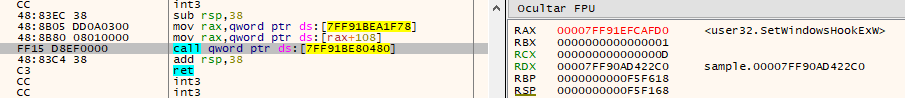 CC int3
48:83EC 38 sub rsp,38
48:8B05 DD0A0300 mov rax,qword ptr ds:[7FF91BEA1F78]
48:8B80 08010000 mov rax,qword ptr ds:[rax+108]
FF15 D8EF0000 call qword ptr ds:[7FF91BE80480]
48:83C4 38 add rsp,38
C3 ret
CC int3
CC int3
Ocultar FPU
RAX 00007FF91EFCAFD0 <user32.SetWindowsHookExW>
RBX 0000000000000001
RCX 000000000000000D
RDX 00007FF90AD422C0 sample.00007FF90AD422C0
RBP 000000000F5F618
RSP 000000000F5F168